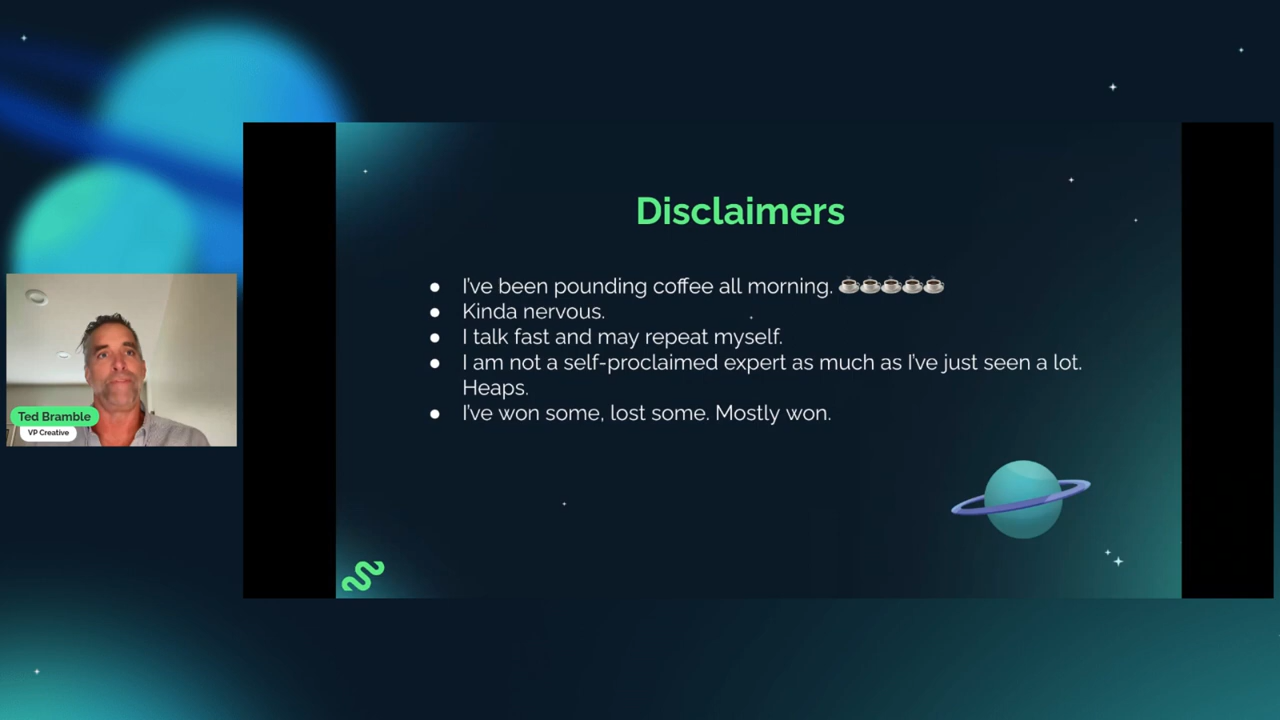 Disclaimers
● I've been pounding coffee all morning. ☕☕☕☕☕
● Kinda nervous.
● I talk fast and may repeat myself.
● I am not a self-proclaimed expert as much as I've just seen a lot.
Heaps.
● I've won some, lost some. Mostly won.
Ted Bramble
VP Creative